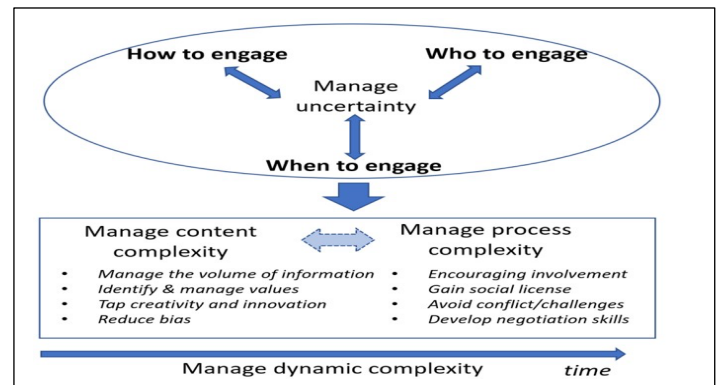 How to engage
Who to engage
Manage
uncertainty
When to engage
Manage content
complexity
• Manage the volume of information
• Identify & manage values
• Tap creativity and innovation
• Reduce bias
Manage process
complexity
• Encouraging involvement
• Gain social license
• Avoid conflict/challenges
• Develop negotiation skills
Manage dynamic complexity
time